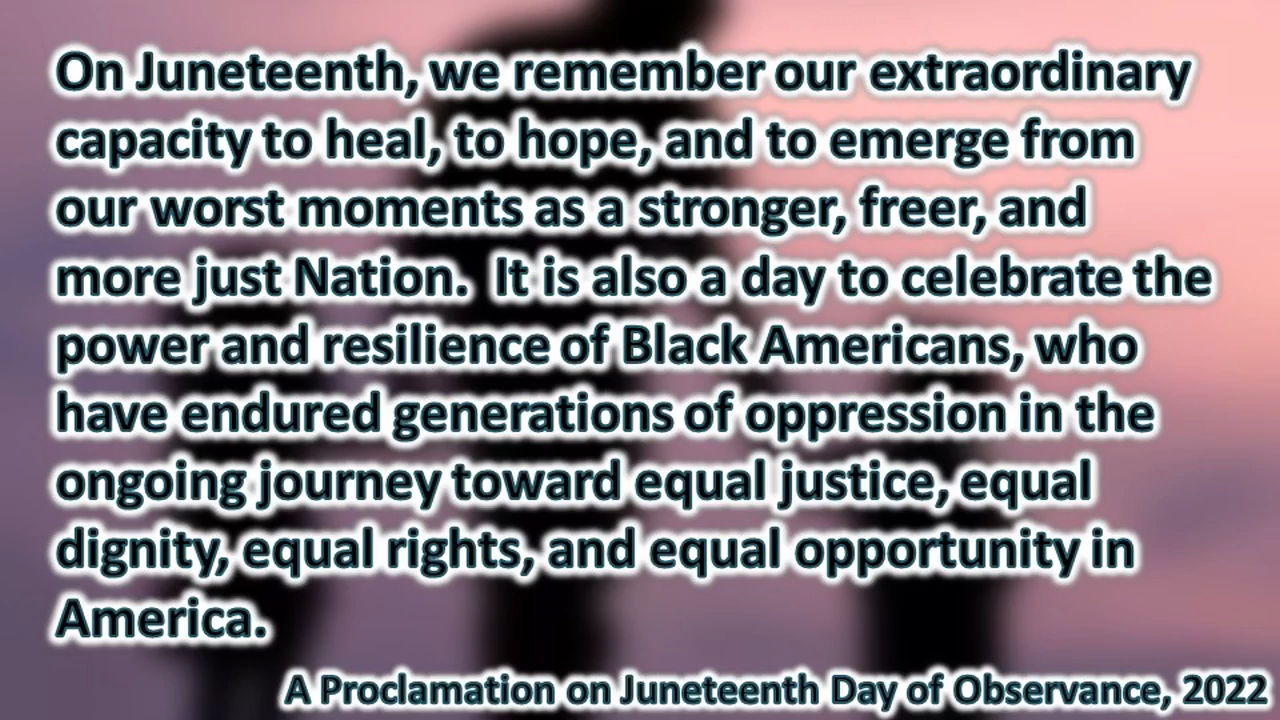 On Juneteenth, we remember our extraordinary
capacity to heal, to hope, and to emerge from
our worst moments as a stronger, freer, and
more just Nation.  It is also a day to celebrate the
power and resilience of Black Americans, who
have endured generations of oppression in the
ongoing journey toward equal justice, equal
dignity, equal rights, and equal opportunity in
America.
A Proclamation on Juneteenth Day of Observance, 2022